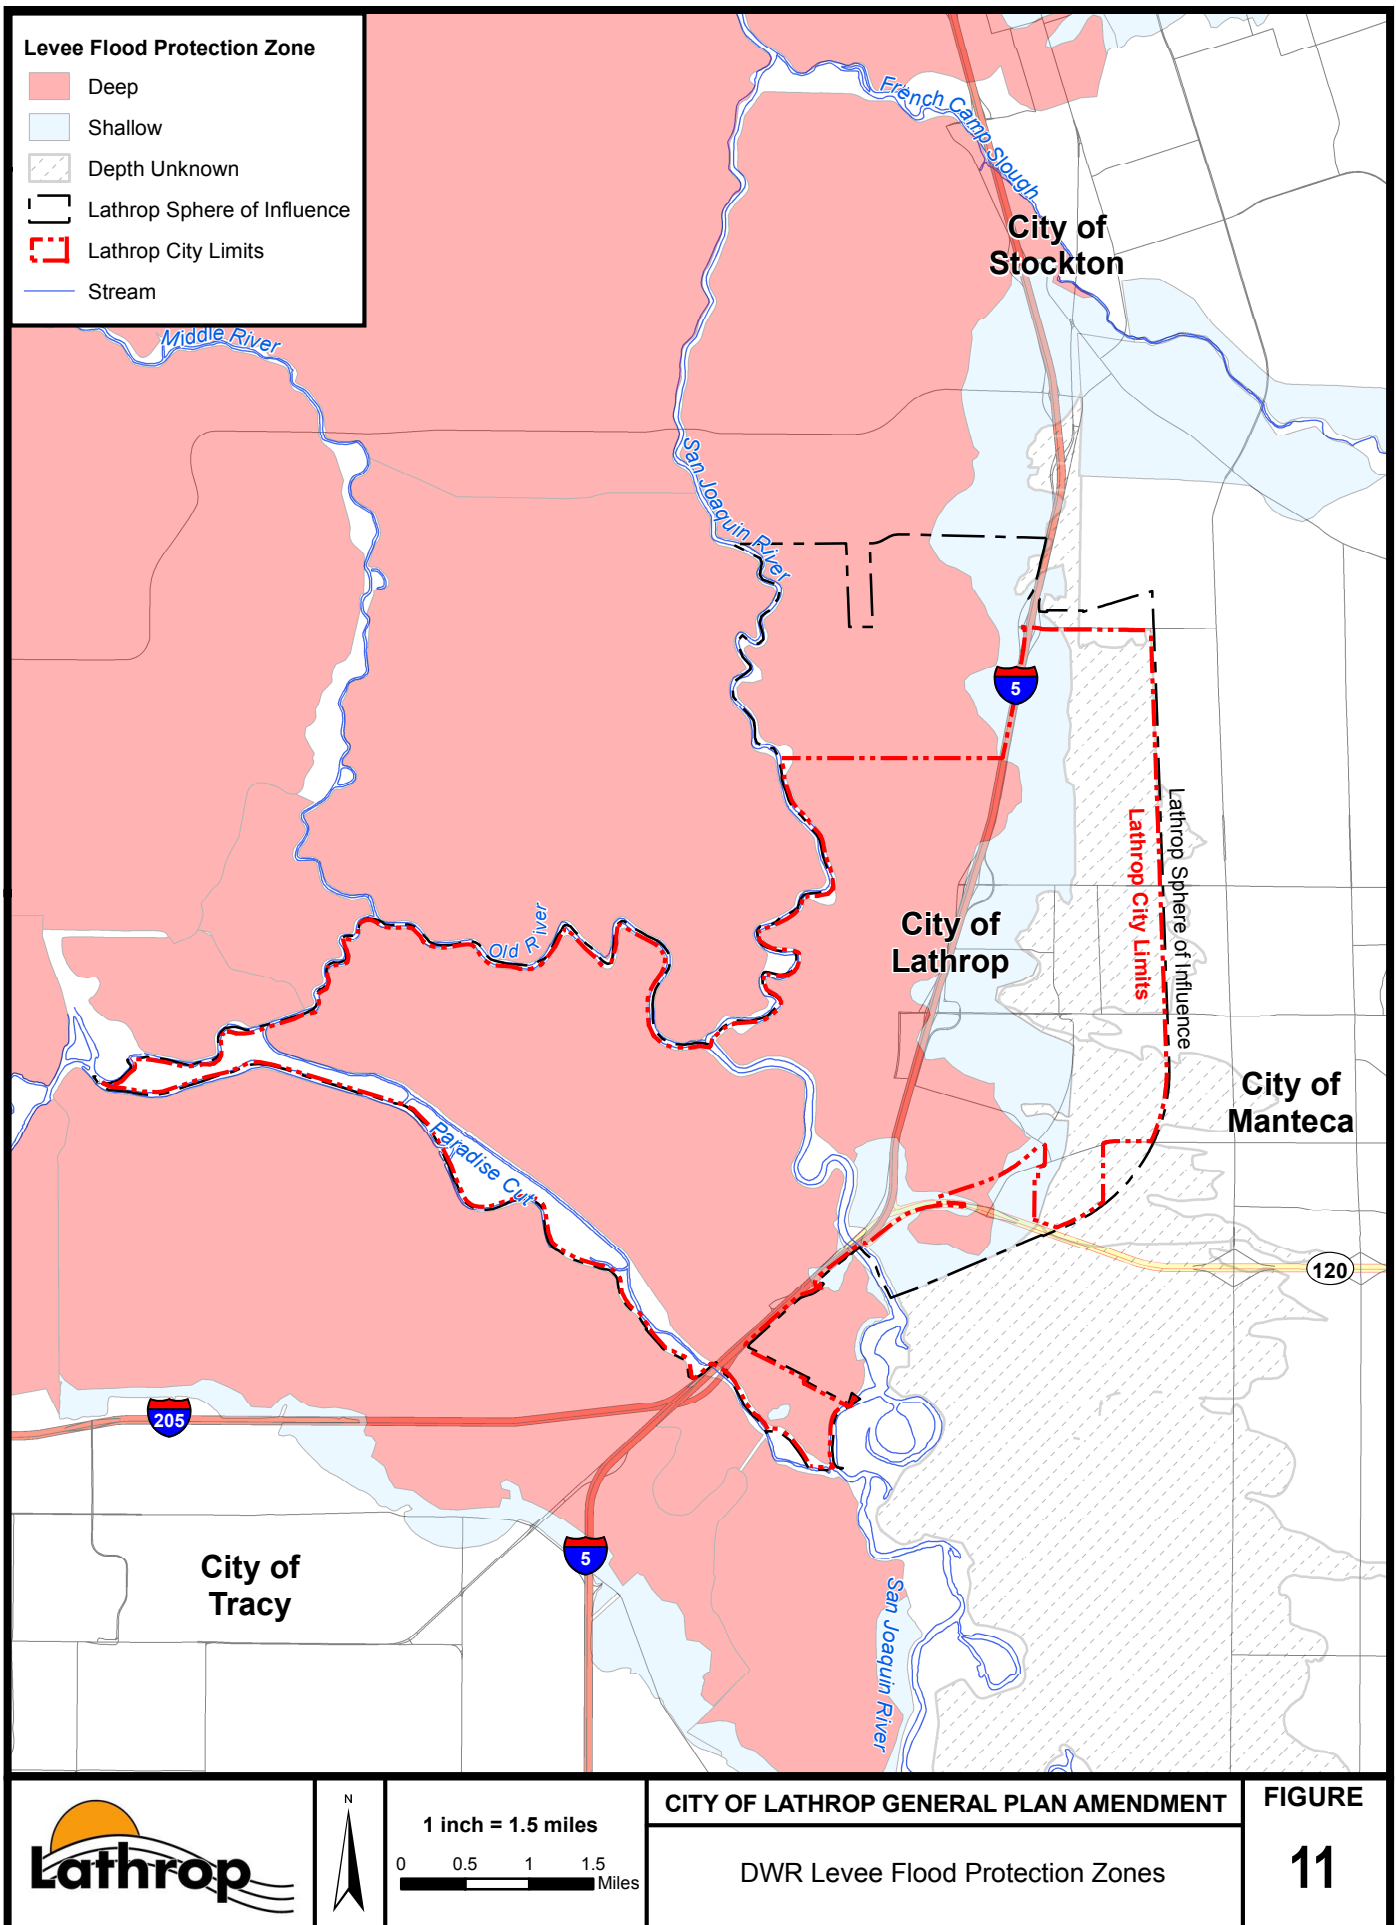 Levee Flood Protection Zone
Deep
Shallow
Depth Unknown
Lathrop Sphere of Influence
Lathrop City Limits
Stream
French Camp Slough
City of
Stockton
Middle River
San Joaquin River
5
Lathrop Sphere of Influence
Lathrop City Limits
Old River
City of
Lathrop
City of
Manteca
Paradise Cut
120
205
5
City of
Tracy
San Joaquin River
Lathrop
N
1 inch = 1.5 miles
0 0.5 1 1.5
Miles
CITY OF LATHROP GENERAL PLAN AMENDMENT
DWR Levee Flood Protection Zones
FIGURE
11